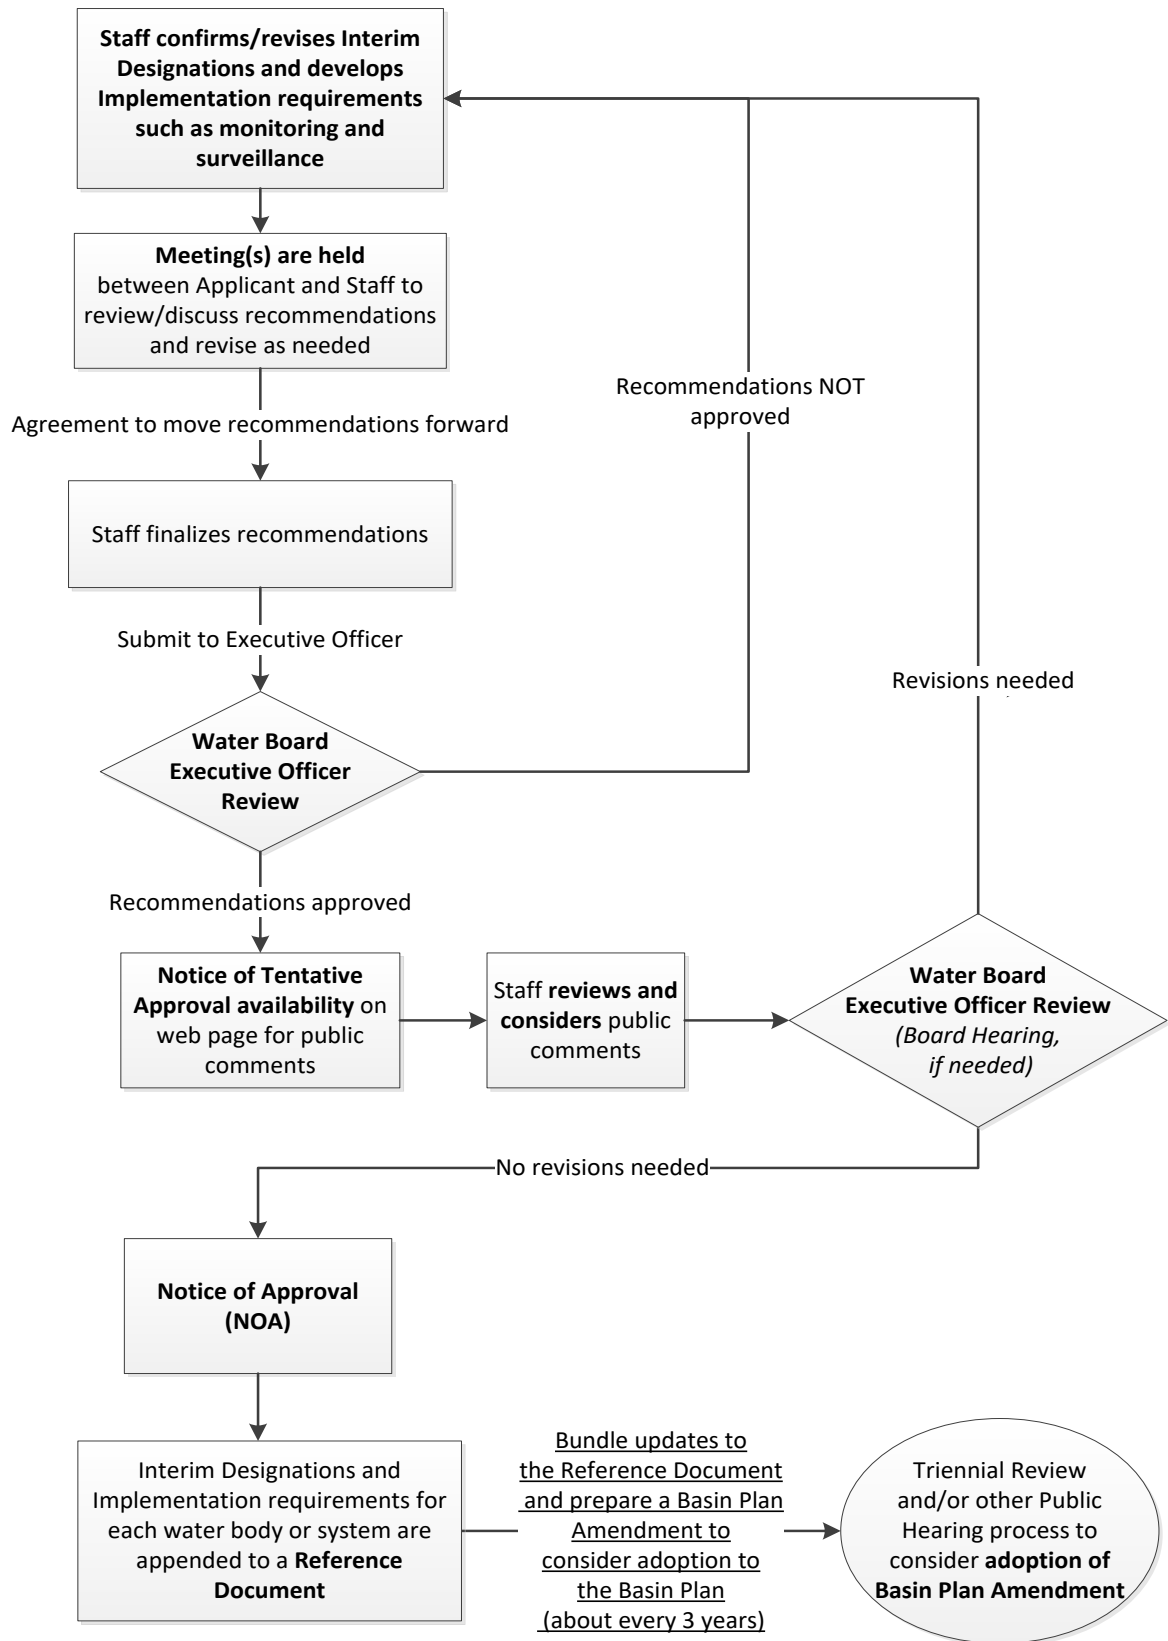 Staff confirms/revises Interim
Designations and develops
Implementation requirements
such as monitoring and
surveillance
Meeting(s) are held
between Applicant and Staff to
review/discuss recommendations
and revise as needed
Recommendations NOT
approved
Agreement to move recommendations forward
Staff finalizes recommendations
Submit to Executive Officer
Revisions needed
Water Board
Executive Officer
Review
Recommendations approved
Notice of Tentative
Approval availability on
web page for public
comments
Staff reviews and
considers public
comments
Water Board
Executive Officer Review
(Board Hearing,
if needed)
No revisions needed
Notice of Approval
(NOA)
Interim Designations and
Implementation requirements for
each water body or system are
appended to a Reference
Document
Bundle updates to
the Reference Document
and prepare a Basin Plan
Amendment to
consider adoption to
the Basin Plan
(about every 3 years)
Triennial Review
and/or other Public
Hearing process to
consider adoption of
Basin Plan Amendment